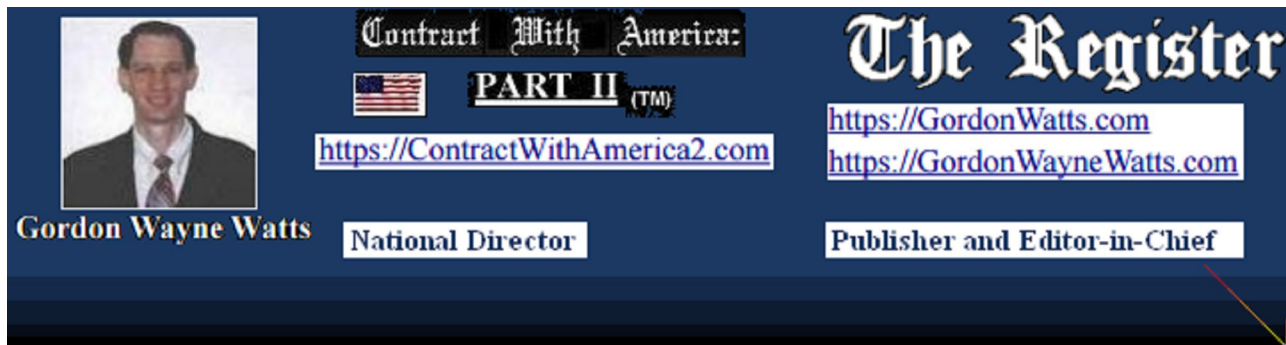 Contract With America:
PART II (TM)
https://ContractWithAmerica2.com
The Register
https://GordonWatts.com
https://GordonWayneWatts.com
Gordon Wayne Watts
National Director
Publisher and Editor-in-Chief